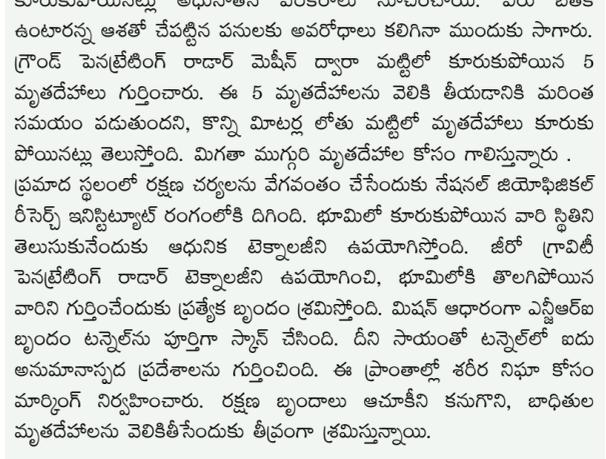 ఉంటారన్న ఆశతో చేపట్టిన పనులకు అవరోధాలు కలిగినా ముందుకు సాగారు.
గ్రౌండ్ పెనట్రేటింగ్ రాడార్ మెషీన్ ద్వారా మట్టిలో కూరుకుపోయిన 5
మృతదేహాలు గుర్తించారు. ఈ 5 మృతదేహాలను వెలికి తీయడానికి మరింత
సమయం పడుతుందని, కొన్ని మీటర్ల లోతు మట్టిలో మృతదేహాలు కూరుకు
పోయినట్లు తెలుస్తోంది. మిగతా ముగ్గురి మృతదేహాల కోసం గాలిస్తున్నారు .
ప్రమాద స్థలంలో రక్షణ చర్యలను వేగవంతం చేసేందుకు నేషనల్ జియోఫిజికల్
రీసెర్చ్ ఇనిస్టిట్యూట్ రంగంలోకి దిగింది. భూమిలో కూరుకుపోయిన వారి స్థితిని
తెలుసుకునేందుకు ఆధునిక టెక్నాలజీని ఉపయోగిస్తోంది. జీరో గ్రావిటీ
పెనట్రేటింగ్ రాడార్ టెక్నాలజీని ఉపయోగించి, భూమిలోకి తొలగిపోయిన
వారిని గుర్తించేందుకు ప్రత్యేక బృందం శ్రమిస్తోంది. మిషన్ ఆధారంగా ఎన్జీఆర్ఐ
బృందం టన్నెల్‌ను పూర్తిగా స్కాన్ చేసింది. దీని సాయంతో టన్నెల్‌లో ఐదు
అనుమానాస్పద ప్రదేశాలను గుర్తించింది. ఈ ప్రాంతాల్లో శరీర నిఘా కోసం
మార్కింగ్ నిర్వహించారు. రక్షణ బృందాలు ఆచూకీని కనుగొని, బాధితుల
మృతదేహాలను వెలికితీసేందుకు తీవ్రంగా శ్రమిస్తున్నాయి.